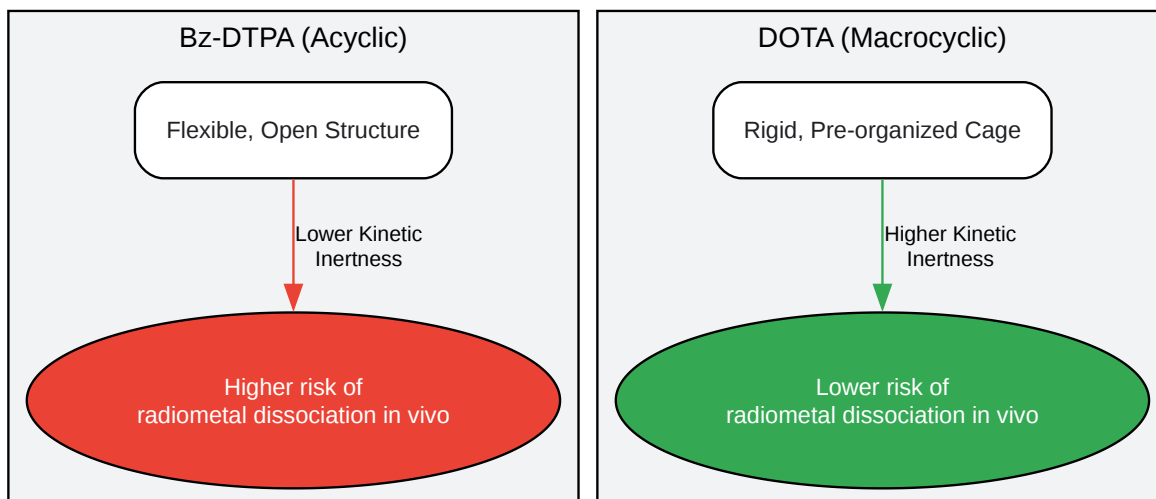 Bz-DTPA (Acyclic)
Flexible, Open Structure
Lower Kinetic
Inertness
Higher risk of
radiometal dissociation in vivo
DOTA (Macrocyclic)
Rigid, Pre-organized Cage
Higher Kinetic
Inertness
Lower risk of
radiometal dissociation in vivo